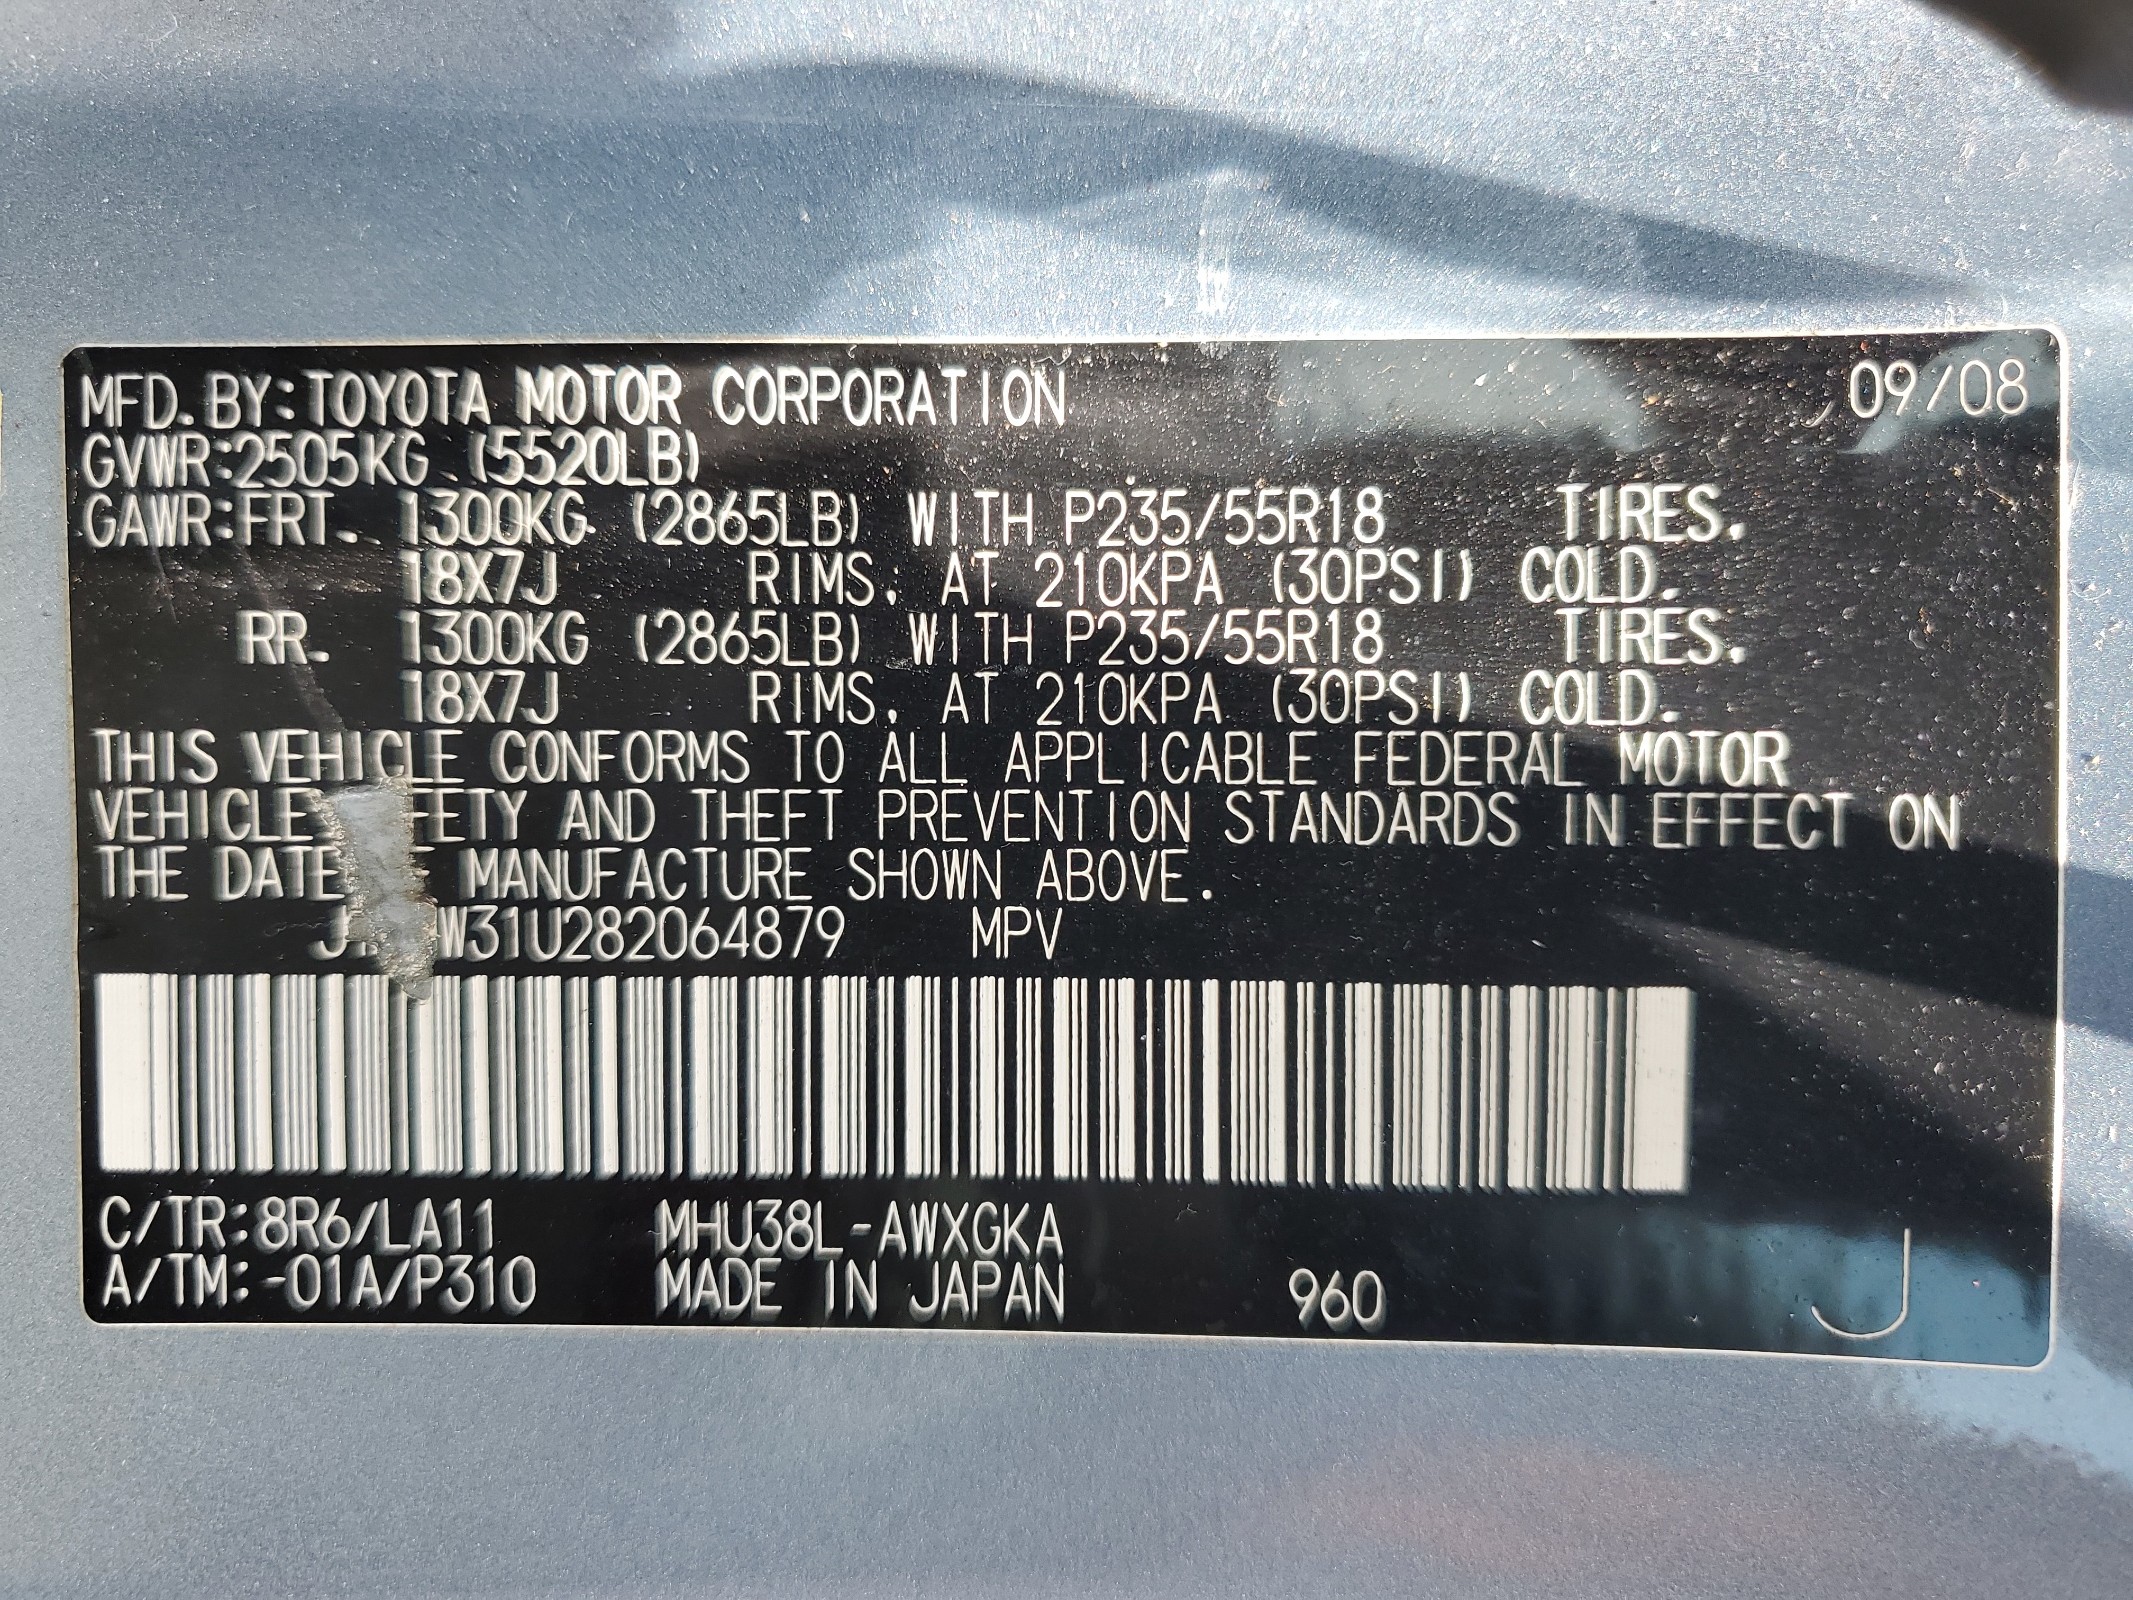 MFD. BY: TOYOTA MOTOR CORPORATION 09/08
GVWR: 2505KG (5520LB)
GAWR: FRT. 1300KG (2865LB) WITH P235/55R18 TIRES.
18X7J RIMS, AT 210KPA (30PSI) COLD.
RR. 1300KG (2865LB) WITH P235/55R18 TIRES.
18X7J RIMS, AT 210KPA (30PSI) COLD.
THIS VEHICLE CONFORMS TO ALL APPLICABLE FEDERAL MOTOR
VEHICLE AND THEFT PREVENTION STANDARDS IN EFFECT ON
THE DATE MANUFACTURE SHOWN ABOVE.
W31U282064879 MPV
C/TR: 8R6/LA11 MHU38L-AWXGKA
A/TM: -01A/P310 MADE IN JAPAN 960 J